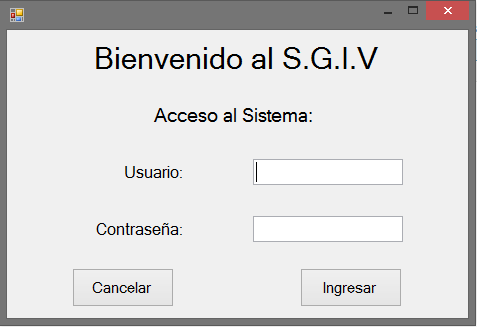 Bienvenido al S.G.I.V
Acceso al Sistema:
Usuario:
Contraseña:
Cancelar
Ingresar